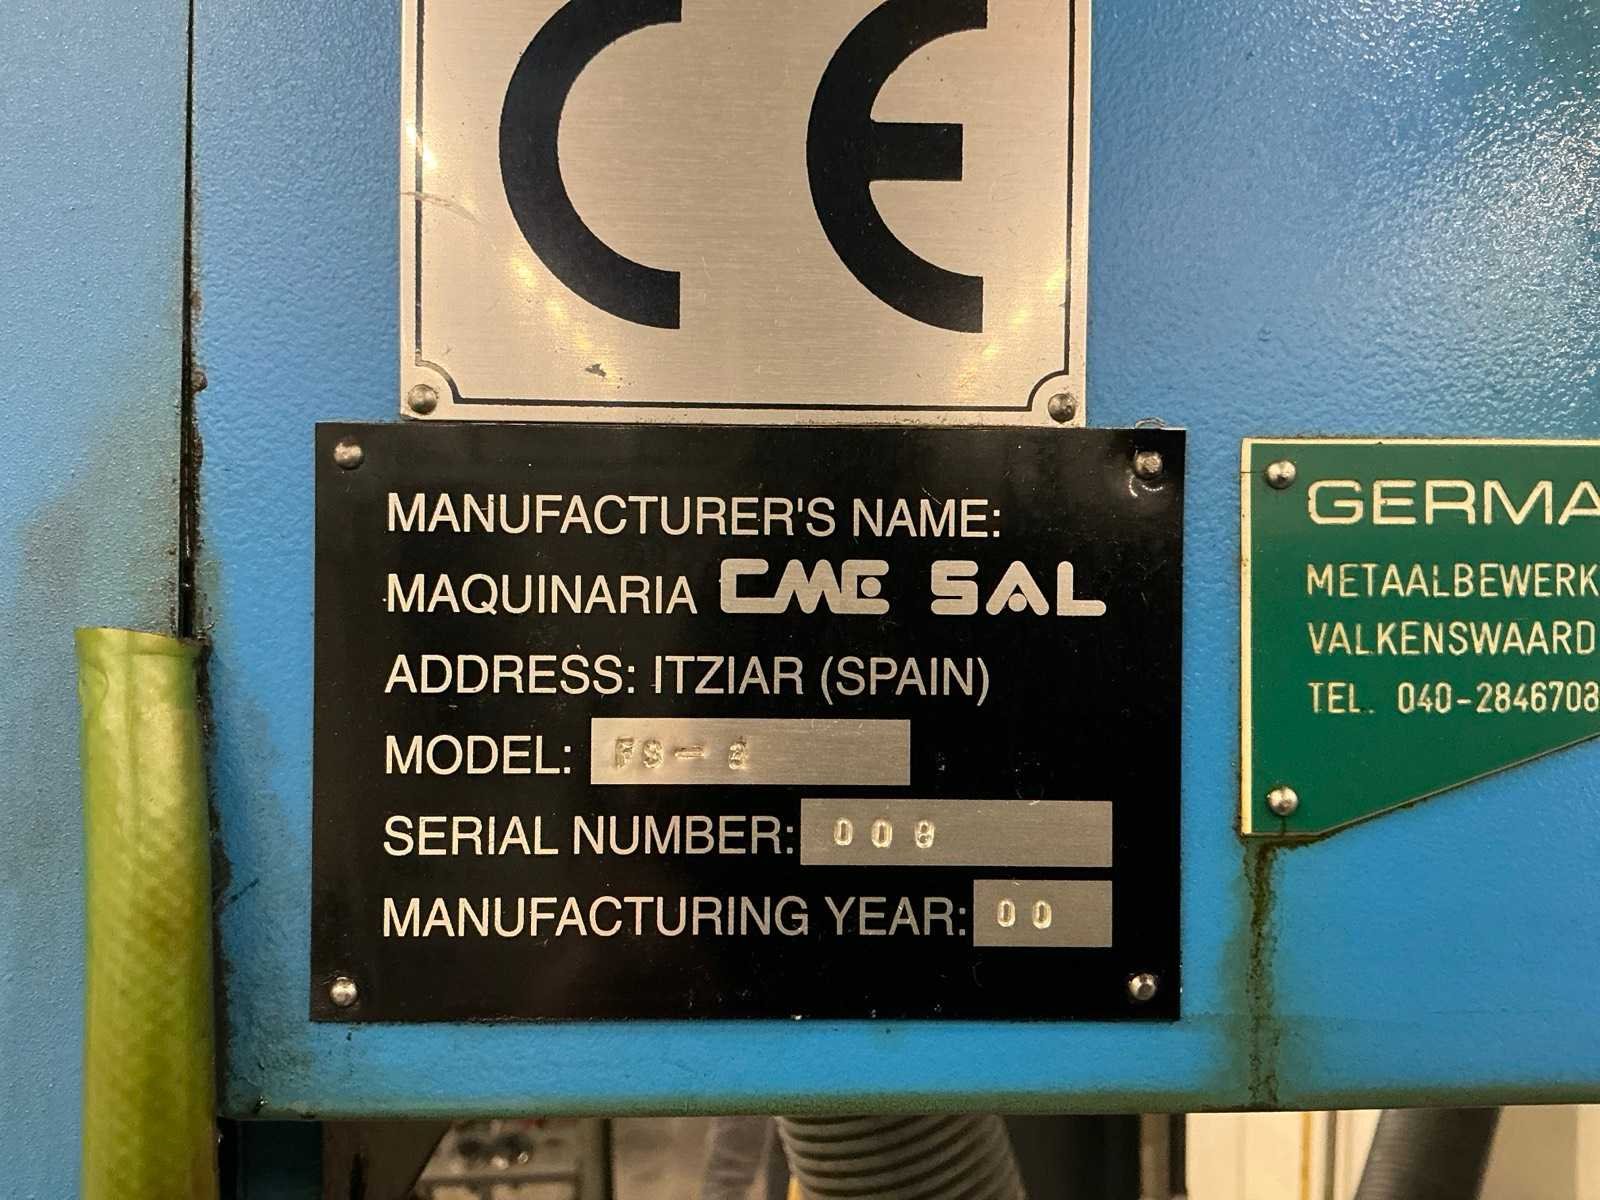 CE
MANUFACTURER'S NAME:
MAQUINARIA CME SAL
ADDRESS: ITZIAR (SPAIN)
MODEL: FS-2
SERIAL NUMBER: 008
MANUFACTURING YEAR: 00
GERMA
METAALBEWERK
VALKENSWAARD
TEL. 040-2846708